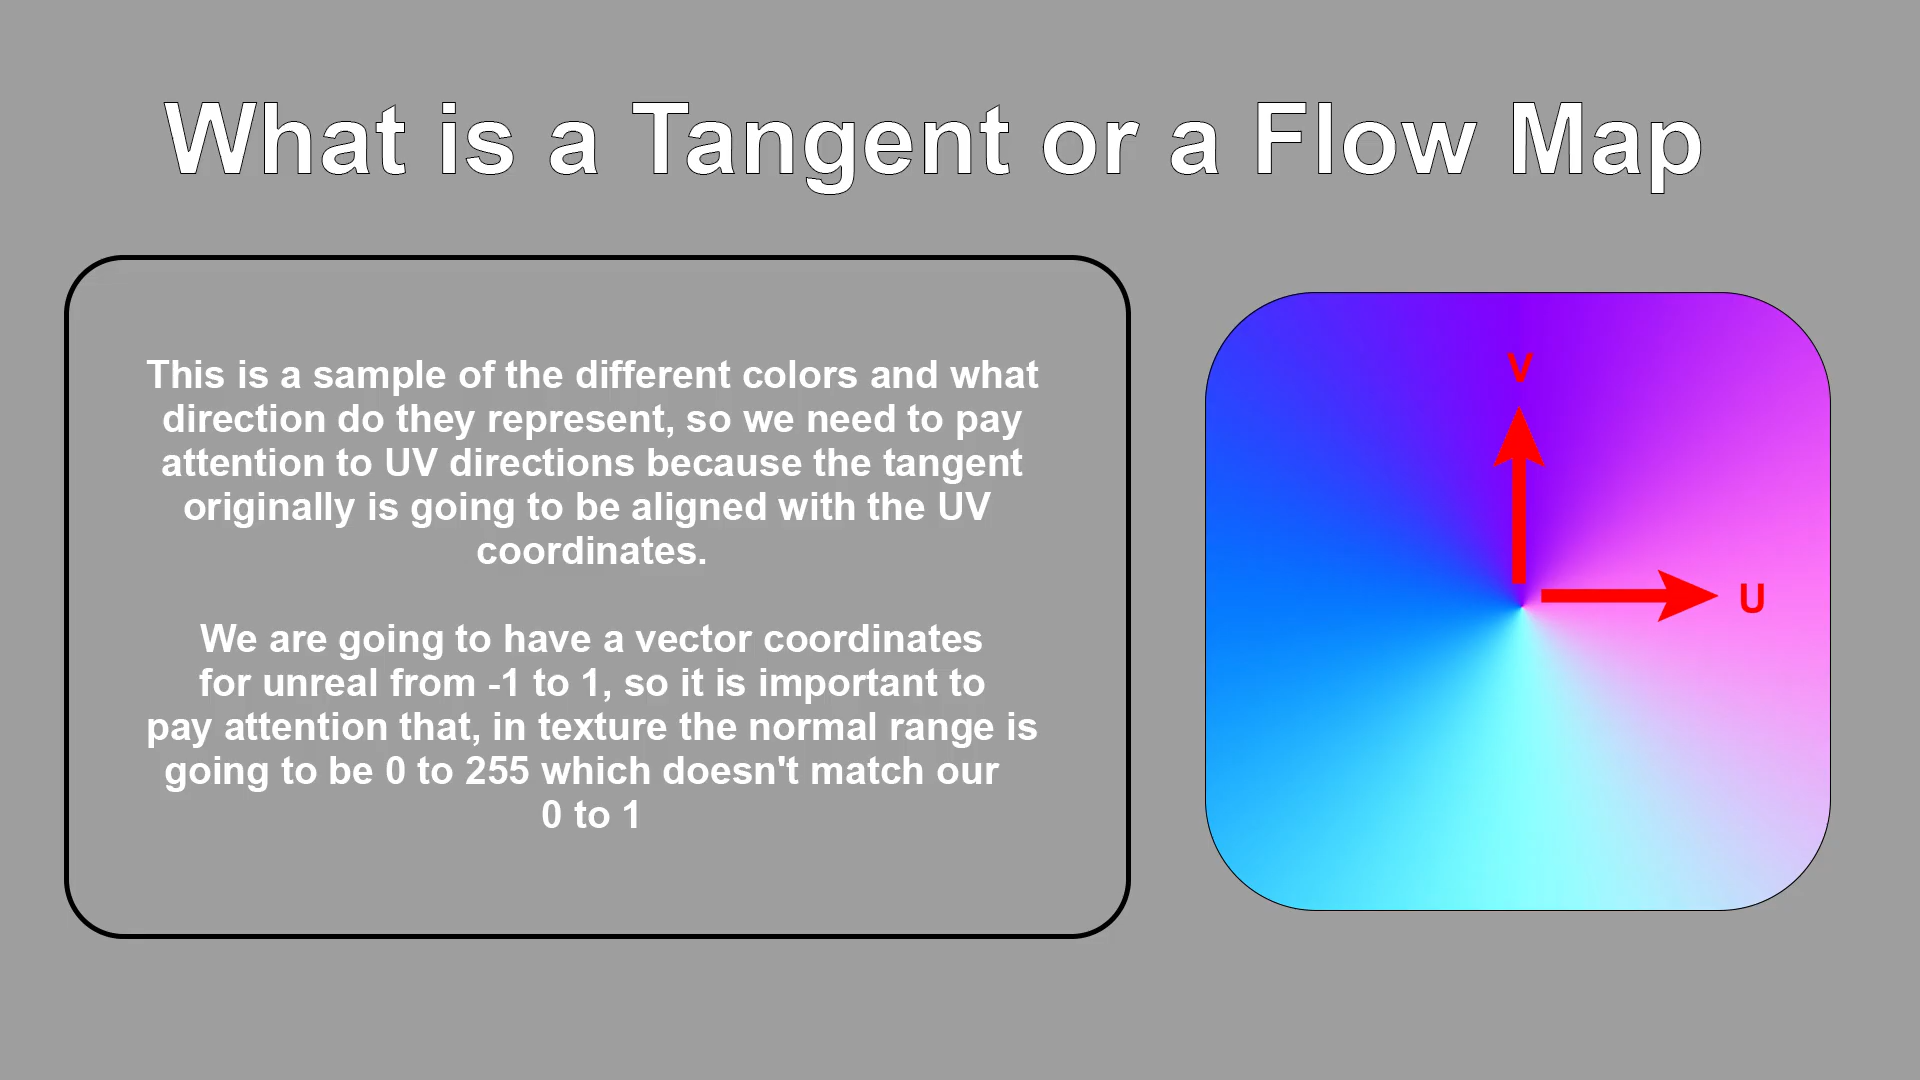 What is a Tangent or a Flow Map
This is a sample of the different colors and what
direction do they represent, so we need to pay
attention to UV directions because the tangent
originally is going to be aligned with the UV
coordinates.
We are going to have a vector coordinates
for unreal from -1 to 1, so it is important to
pay attention that, in texture the normal range is
going to be 0 to 255 which doesn't match our
0 to 1
V
U